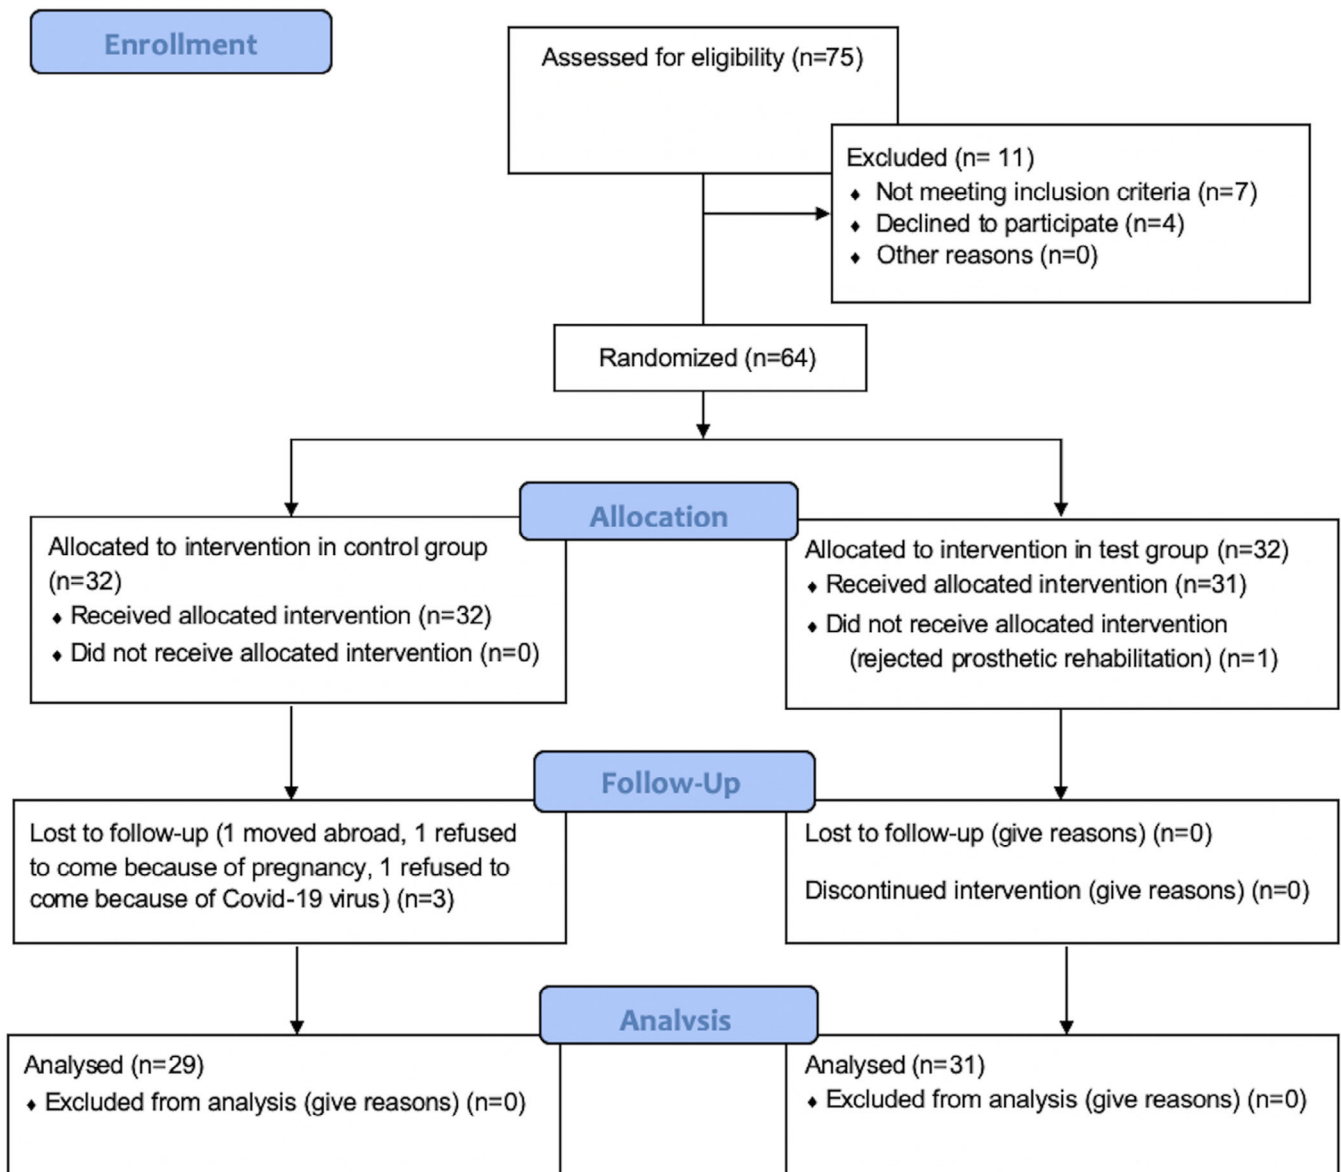 Enrollment
Assessed for eligibility (n=75)
Excluded (n= 11)
♦ Not meeting inclusion criteria (n=7)
♦ Declined to participate (n=4)
♦ Other reasons (n=0)
Randomized (n=64)
Allocation
Allocated to intervention in control group
(n=32)
♦ Received allocated intervention (n=32)
♦ Did not receive allocated intervention (n=0)
Allocated to intervention in test group (n=32)
♦ Received allocated intervention (n=31)
♦ Did not receive allocated intervention
(rejected prosthetic rehabilitation) (n=1)
Follow-Up
Lost to follow-up (1 moved abroad, 1 refused
to come because of pregnancy, 1 refused to
come because of Covid-19 virus) (n=3)
Lost to follow-up (give reasons) (n=0)
Discontinued intervention (give reasons) (n=0)
Analysis
Analysed (n=29)
♦ Excluded from analysis (give reasons) (n=0)
Analysed (n=31)
♦ Excluded from analysis (give reasons) (n=0)